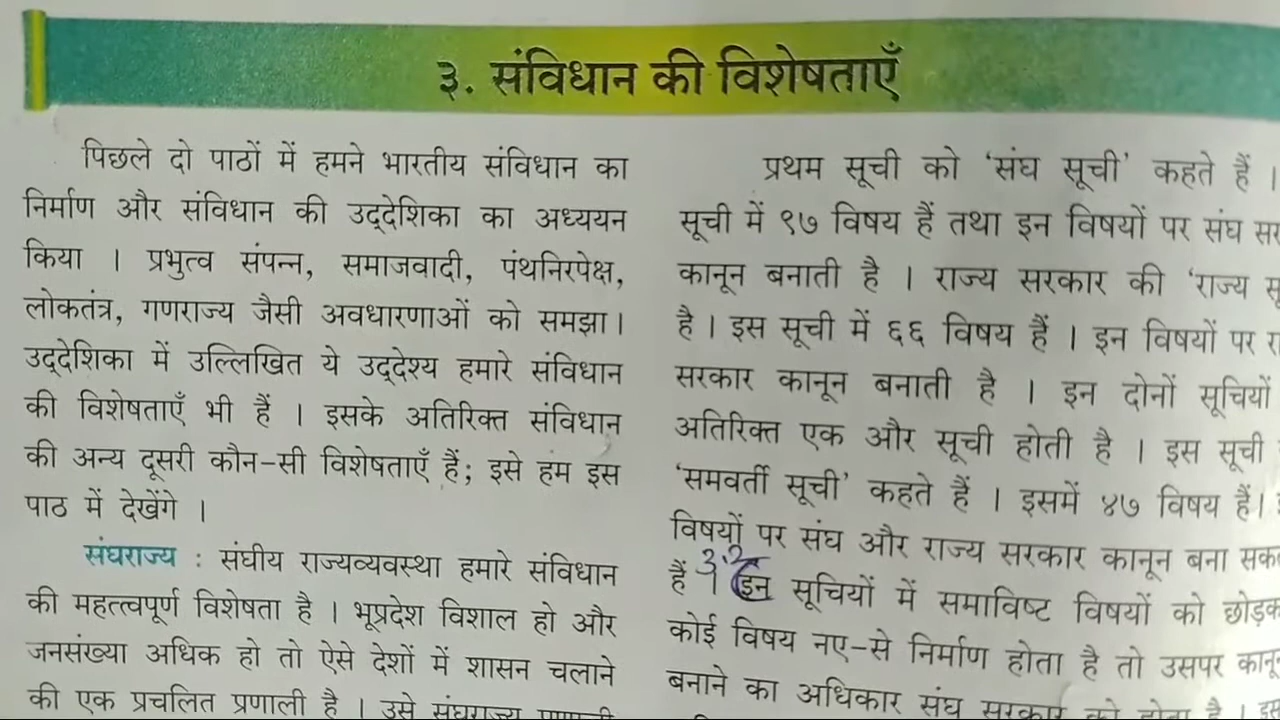 ३. संविधान की विशेषताएँ
पिछले दो पाठों में हमने भारतीय संविधान का
निर्माण और संविधान की उद्‌देशिका का अध्ययन
किया । प्रभुत्व संपन्न, समाजवादी, पंथनिरपेक्ष,
लोकतंत्र, गणराज्य जैसी अवधारणाओं को समझा।
उद्‌देशिका में उल्लिखित ये उद्‌देश्य हमारे संविधान
की विशेषताएँ भी हैं । इसके अतिरिक्त संविधान
की अन्य दूसरी कौन-सी विशेषताएँ हैं; इसे हम इस
पाठ में देखेंगे ।
संघराज्य : संघीय राज्यव्यवस्था हमारे संविधान
की महत्त्वपूर्ण विशेषता है । भूप्रदेश विशाल हो और
जनसंख्या अधिक हो तो ऐसे देशों में शासन चलाने
की एक प्रचलित प्रणाली है । उसे संघराज्य
प्रथम सूची को ‘संघ सूची’ कहते हैं ।
सूची में ९७ विषय हैं तथा इन विषयों पर संघ
कानून बनाती है । राज्य सरकार की ‘राज्य
है । इस सूची में ६६ विषय हैं । इन विषयों पर
सरकार कानून बनाती है । इन दोनों सूचियों
अतिरिक्त एक और सूची होती है । इस सूची
‘समवर्ती सूची’ कहते हैं । इसमें ४७ विषय हैं।
विषयों पर संघ और राज्य सरकार कानून बना
हैं । इन सूचियों में समाविष्ट विषयों को
कोई विषय नए-से निर्माण होता है तो उसपर
बनाने का अधिकार संघ सरकार को होता है ।